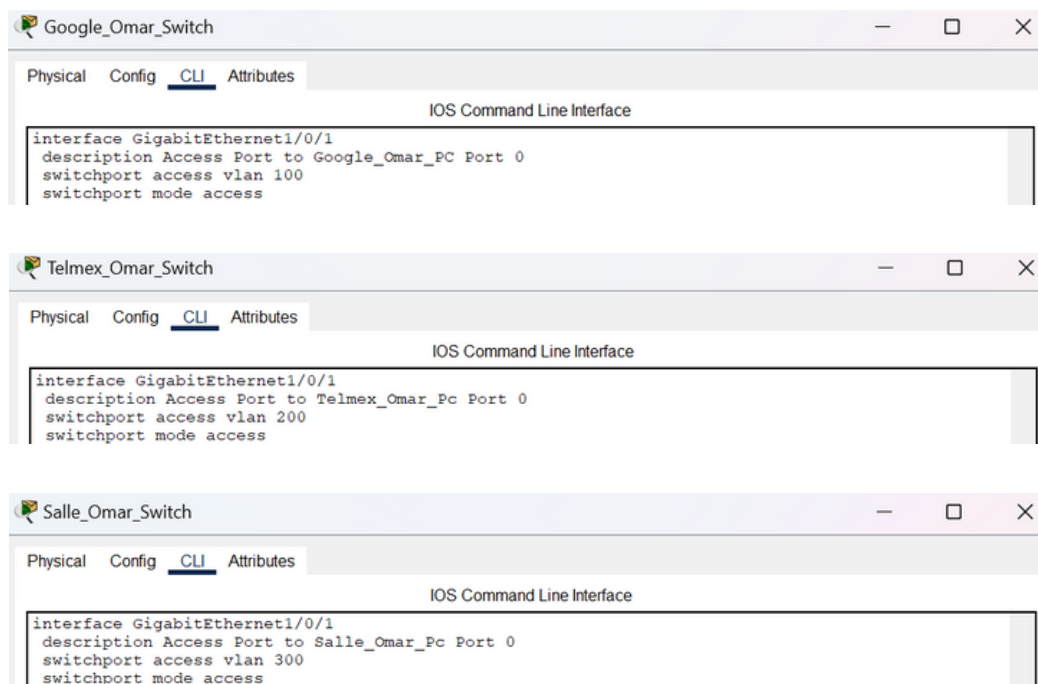 Google_Omar_Switch
Physical Config CLI Attributes
IOS Command Line Interface
interface GigabitEthernet1/0/1
description Access Port to Google_Omar_PC Port 0
switchport access vlan 100
switchport mode access
Telmex_Omar_Switch
Physical Config CLI Attributes
IOS Command Line Interface
interface GigabitEthernet1/0/1
description Access Port to Telmex_Omar_Pc Port 0
switchport access vlan 200
switchport mode access
Salle_Omar_Switch
Physical Config CLI Attributes
IOS Command Line Interface
interface GigabitEthernet1/0/1
description Access Port to Salle_Omar_Pc Port 0
switchport access vlan 300
switchport mode access